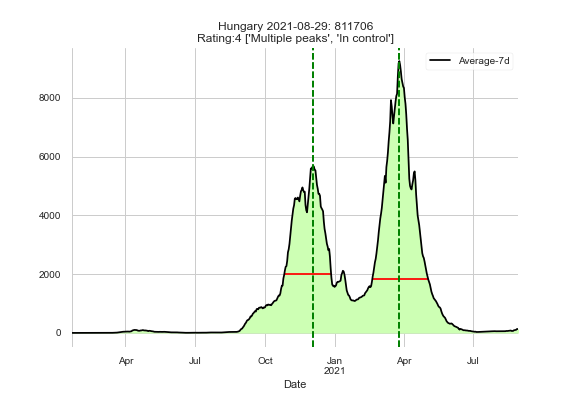 Hungary 2021-08-29: 811706
Rating:4 ['Multiple peaks', 'In control']
Average-7d
8000
6000
4000
2000
0
Apr Jul Oct Jan Apr Jul
2021
Date